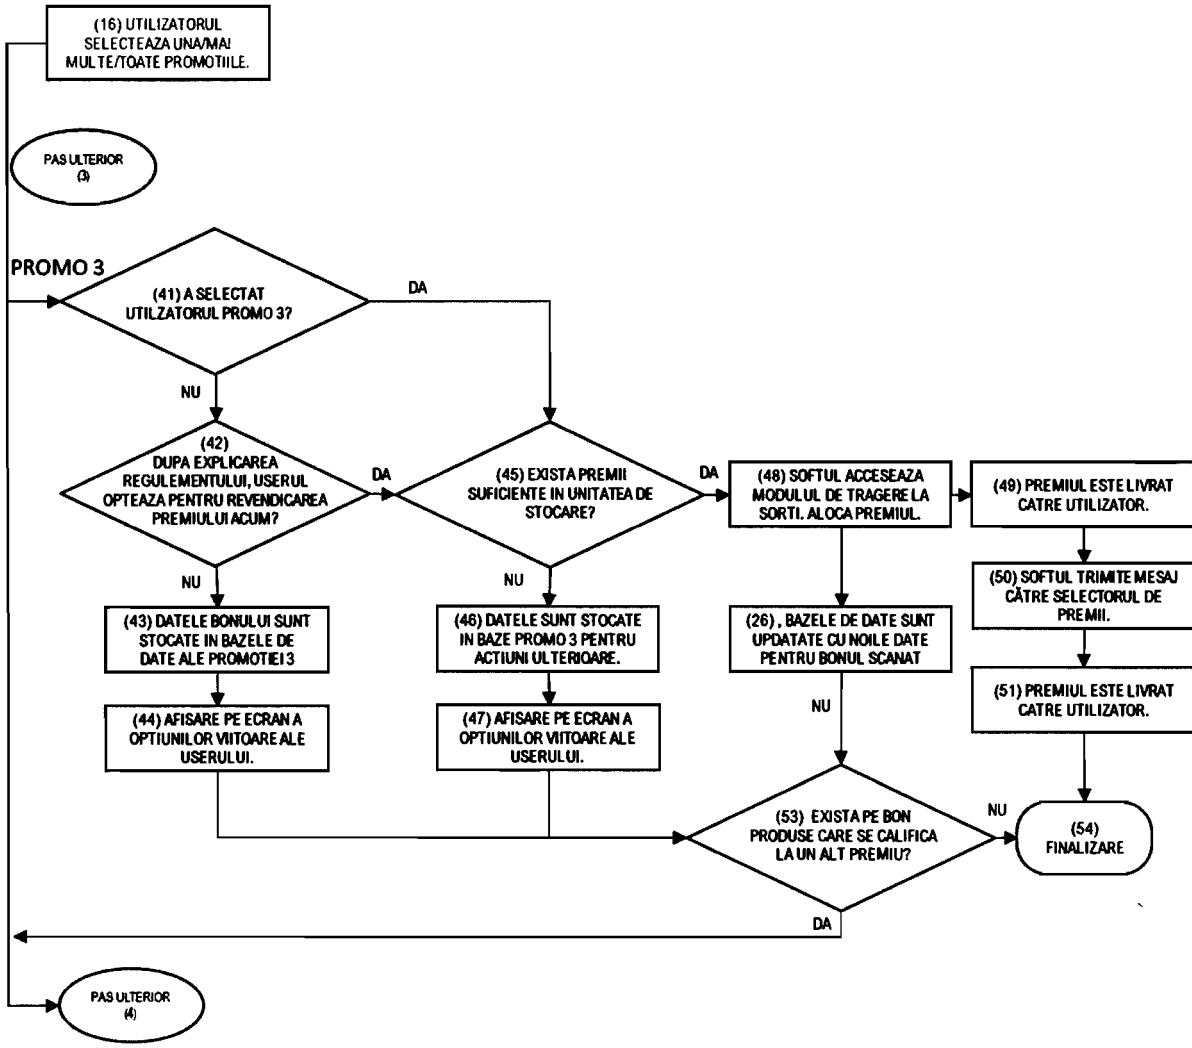 (16) UTILIZATORUL
SELECTEAZA UNA/MAI
MULTE/TOATE PROMOTIILE.
PAS ULTERIOR
(3)
PROMO 3
(41) A SELECTAT
UTILZATORUL PROMO 3?
DA
NU
(42)
DUPA EXPLICAREA
REGULEMENTULUI, USERUL
OPTEAZA PENTRU REVENDICAREA
PREMIULUI ACUM?
DA
NU
(45) EXISTA PREMII
SUFICIENTE IN UNITATEA DE
STOCARE?
DA
NU
(48) SOFTUL ACCESEAZA
MODULUL DE TRAGERE LA
SORTI. ALOCA PREMIUL.
(49) PREMIUL ESTE LIVRAT
CATRE UTILIZATOR.
(43) DATELE BONULUI SUNT
STOCATE IN BAZELE DE
DATE ALE PROMOTIEI 3
(46) DATELE SUNT STOCATE
IN BAZE PROMO 3 PENTRU
ACTIUNI ULTERIOARE.
(26) , BAZELE DE DATE SUNT
UPDATATE CU NOILE DATE
PENTRU BONUL SCANAT
(50) SOFTUL TRIMITE MESAJ
CĂTRE SELECTORUL DE
PREMII.
(44) AFISARE PE ECRAN A
OPTIUNILOR VIITOARE ALE
USERULUI.
(47) AFISARE PE ECRAN A
OPTIUNILOR VIITOARE ALE
USERULUI.
NU
(51) PREMIUL ESTE LIVRAT
CATRE UTILIZATOR.
(53) EXISTA PE BON
PRODUSE CARE SE CALIFICA
LA UN ALT PREMIU?
NU
DA
(54)
FINALIZARE
PAS ULTERIOR
(4)